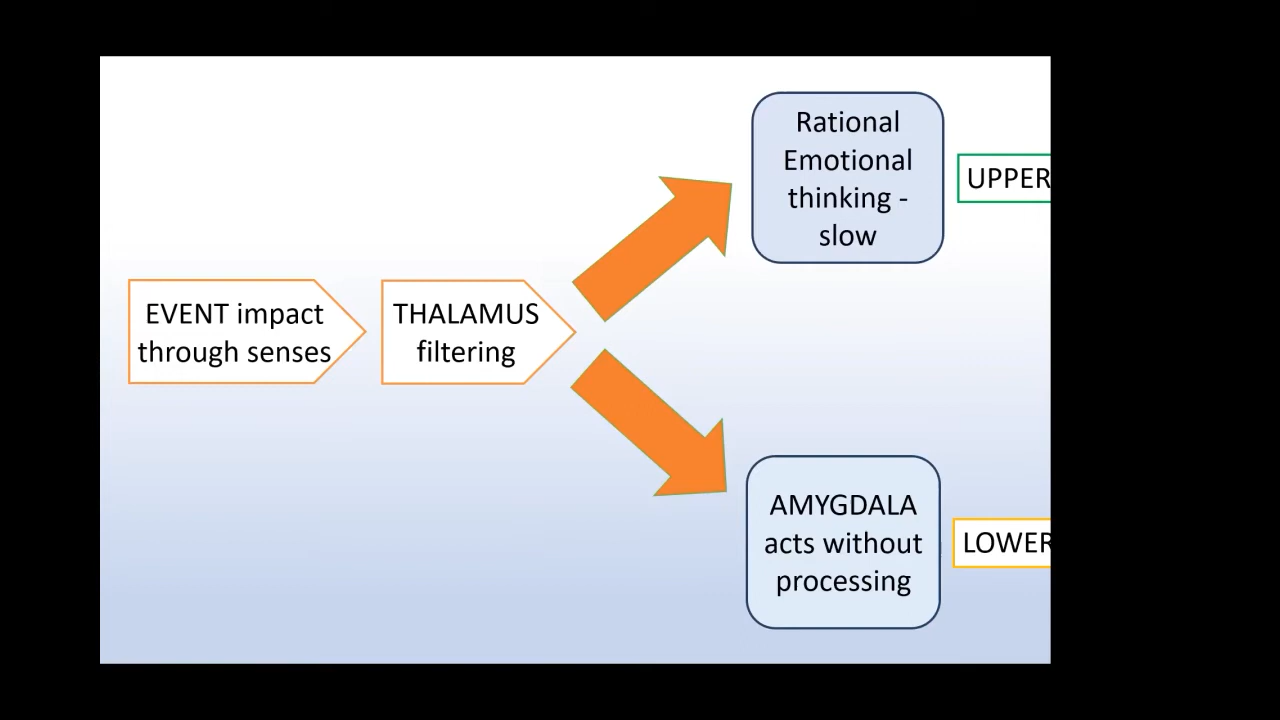 Rational
Emotional
thinking -
slow
UPPER
EVENT impact
through senses
THALAMUS
filtering
AMYGDALA
acts without
processing
LOWER